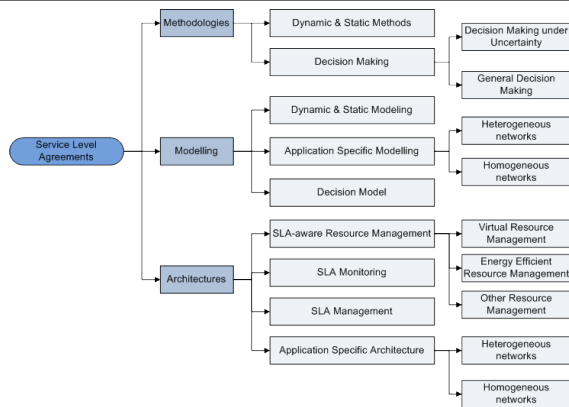 Service Level
Agreements
Methodologies
Dynamic & Static Methods
Decision Making
Decision Making under
Uncertainty
General Decision
Making
Modelling
Dynamic & Static Modeling
Application Specific Modelling
Heterogeneous
networks
Homogeneous
networks
Decision Model
Architectures
SLA-aware Resource Management
Virtual Resource
Management
Energy Efficient
Resource Management
Other Resource
Management
SLA Monitoring
SLA Management
Application Specific Architecture
Heterogeneous
networks
Homogeneous
networks